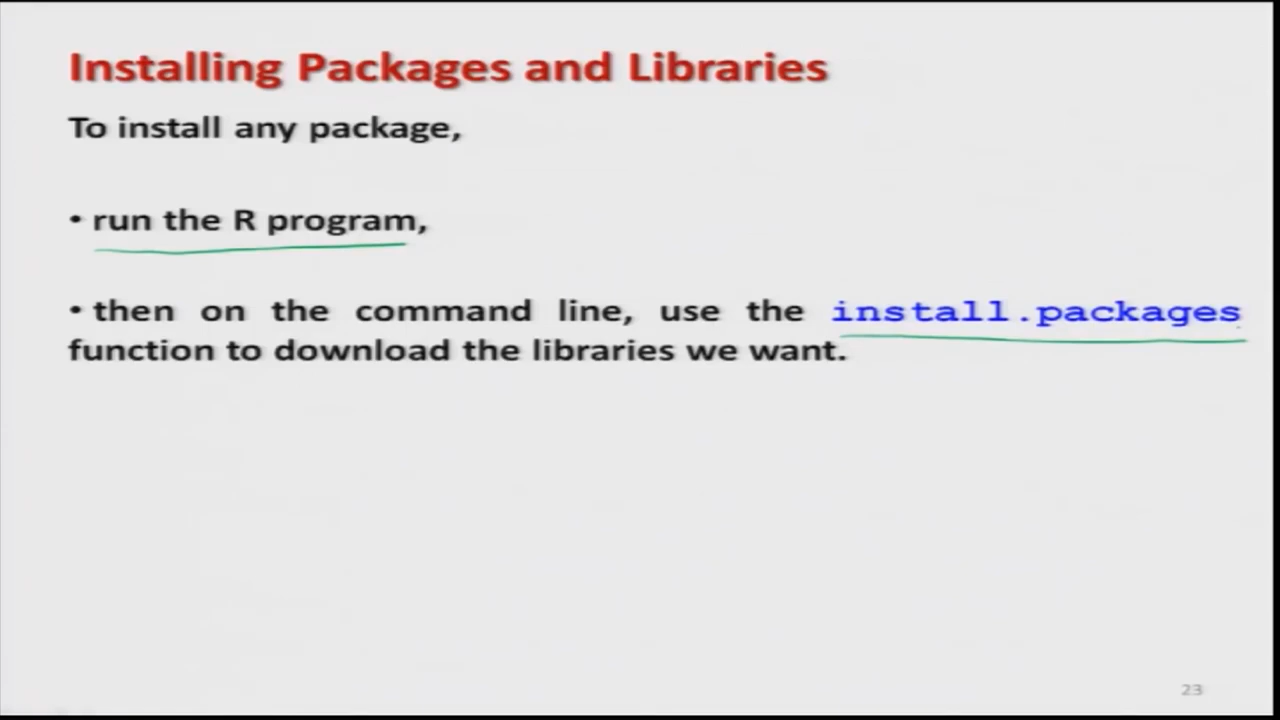 Installing Packages and Libraries
To install any package,
• run the R program,
• then on the command line, use the install.packages
function to download the libraries we want.
23